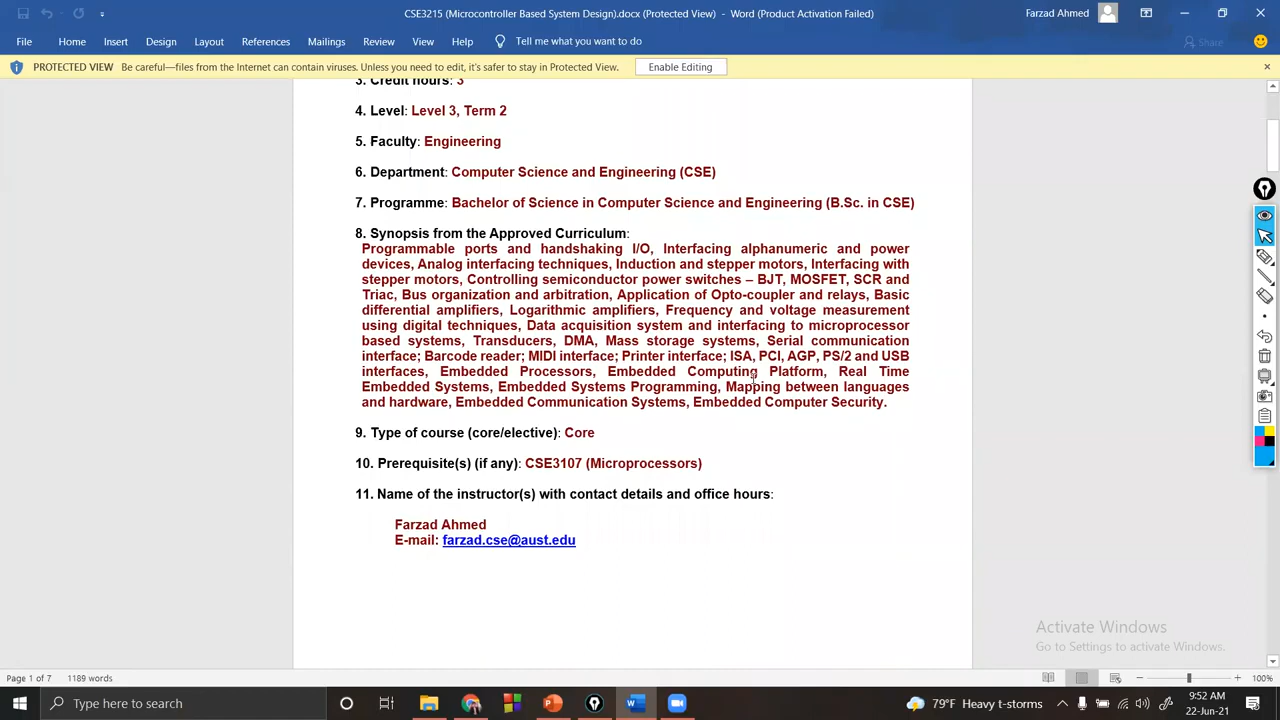 CSE3215 (Microcontroller Based System Design).docx (Protected View) - Word (Product Activation Failed)
Farzad Ahmed
File Home Insert Design Layout References Mailings Review View Help Tell me what you want to do
Share
PROTECTED VIEW Be careful—files from the Internet can contain viruses. Unless you need to edit, it's safer to stay in Protected View. Enable Editing
3. Credit hours: 3
4. Level: Level 3, Term 2
5. Faculty: Engineering
6. Department: Computer Science and Engineering (CSE)
7. Programme: Bachelor of Science in Computer Science and Engineering (B.Sc. in CSE)
8. Synopsis from the Approved Curriculum:
Programmable ports and handshaking I/O, Interfacing alphanumeric and power
devices, Analog interfacing techniques, Induction and stepper motors, Interfacing with
stepper motors, Controlling semiconductor power switches – BJT, MOSFET, SCR and
Triac, Bus organization and arbitration, Application of Opto-coupler and relays, Basic
differential amplifiers, Logarithmic amplifiers, Frequency and voltage measurement
using digital techniques, Data acquisition system and interfacing to microprocessor
based systems, Transducers, DMA, Mass storage systems, Serial communication
interface; Barcode reader; MIDI interface; Printer interface; ISA, PCI, AGP, PS/2 and USB
interfaces, Embedded Processors, Embedded Computing Platform, Real Time
Embedded Systems, Embedded Systems Programming, Mapping between languages
and hardware, Embedded Communication Systems, Embedded Computer Security.
9. Type of course (core/elective): Core
10. Prerequisite(s) (if any): CSE3107 (Microprocessors)
11. Name of the instructor(s) with contact details and office hours:
Farzad Ahmed
E-mail: farzad.cse@aust.edu
Activate Windows
Go to Settings to activate Windows.
Page 1 of 7 1189 words
100%
Type here to search
79°F Heavy t-storms
9:52 AM
22-Jun-21